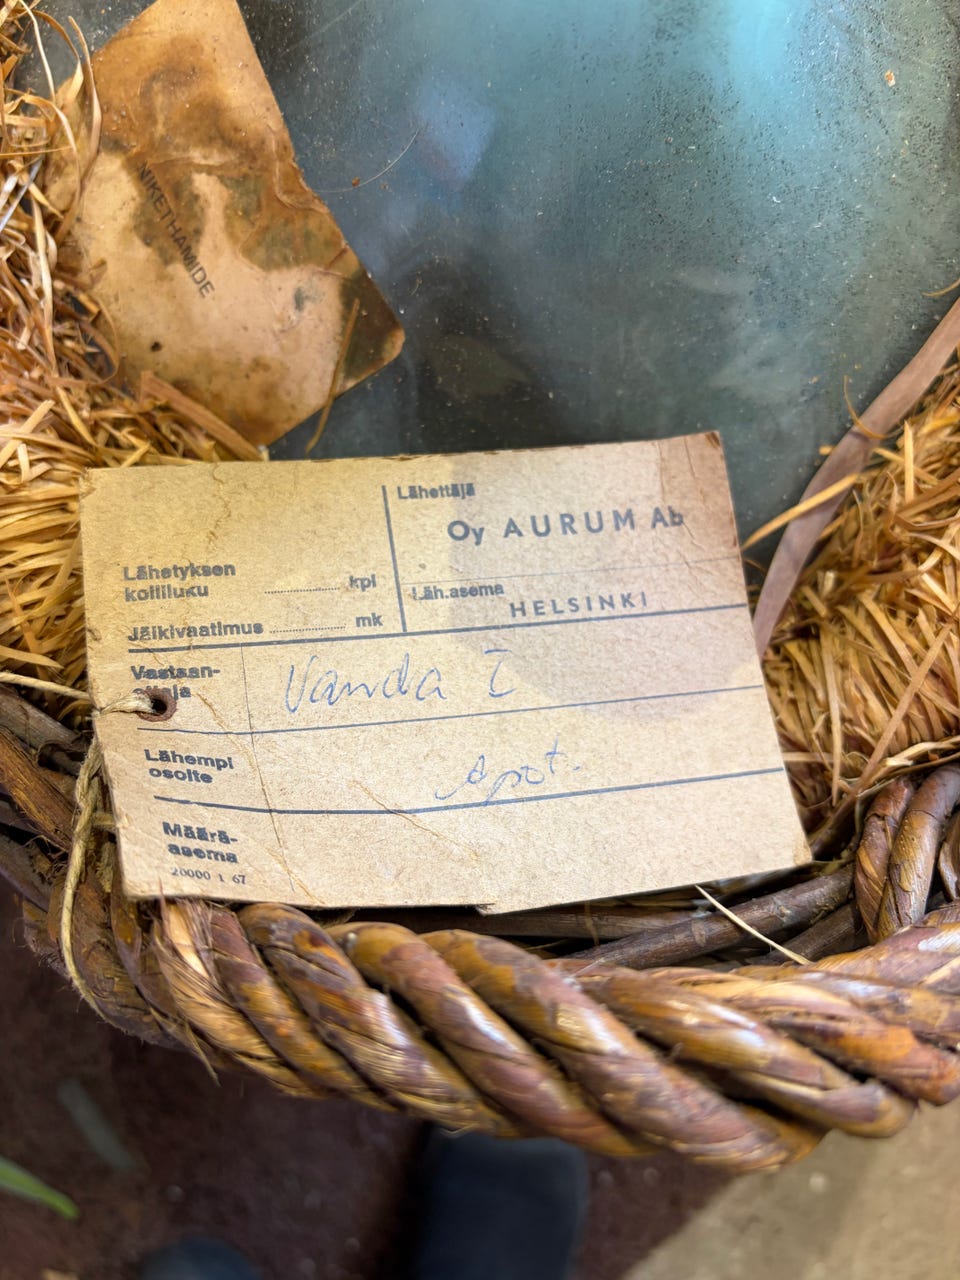 NIKETHAMIDE
Lähettäjä
Oy AURUM Ab
Läh.asema
HELSINKI
Lähetyksen
kolliluku .......... kpl
Jälkivaatimus .......... mk
Vastaan-
ottaja
Vanda I
Lähempi
osoite
Apot.
Määrä-
asema
20000 1 67